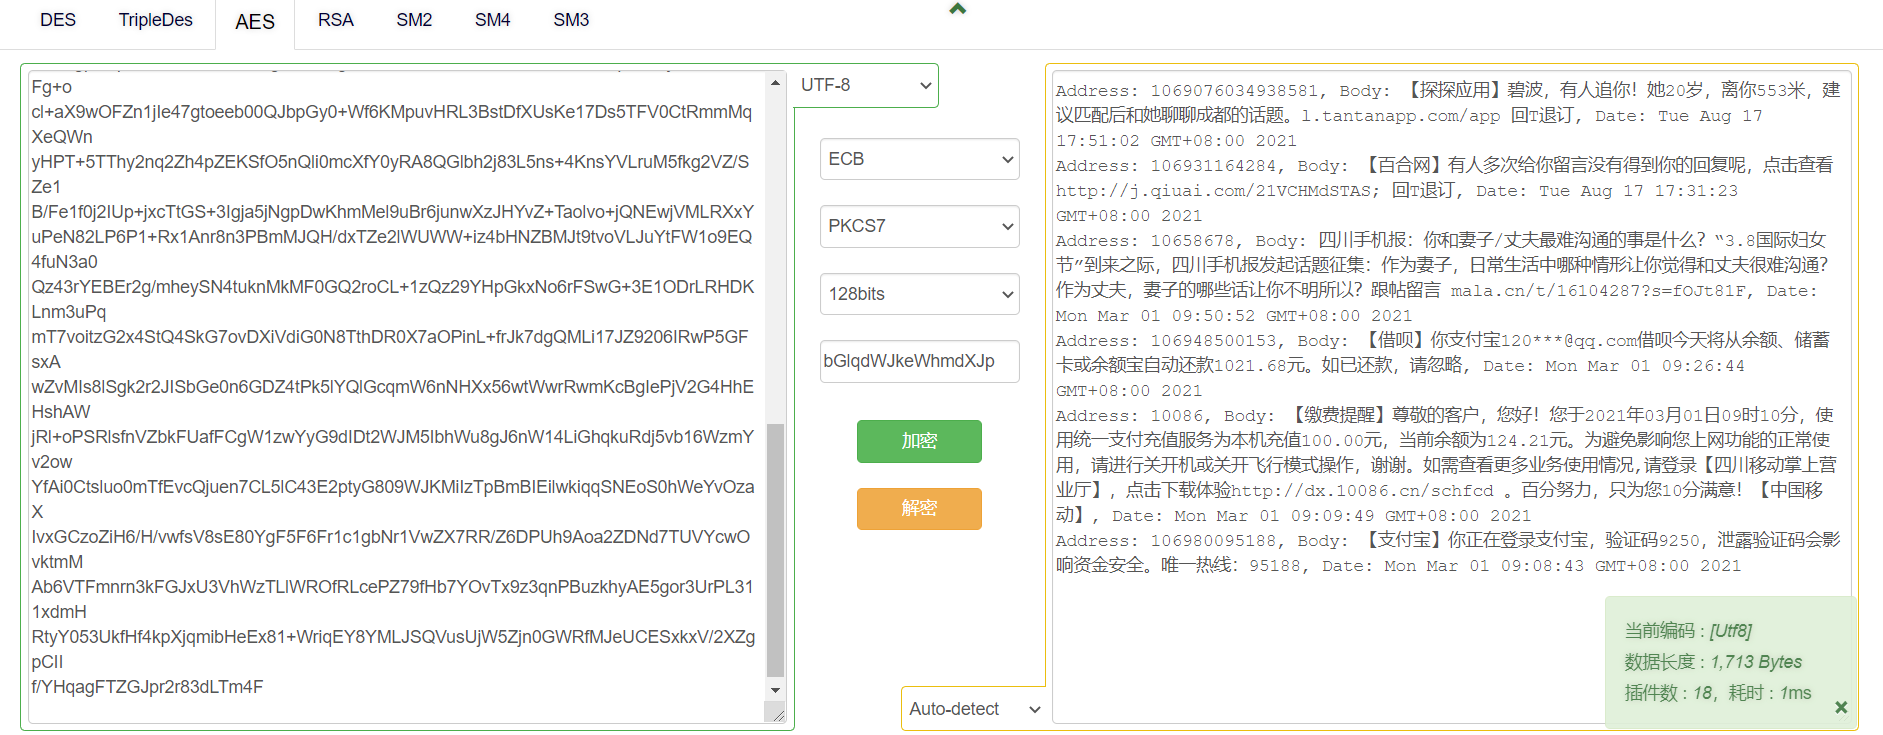 DES TripleDes AES RSA SM2 SM4 SM3
Fg+o
cl+aX9wOFZn1jIe47gtoeeb00QJbpGy0+Wf6KMpuvHRL3BstDfXUsKe17Ds5TFV0CtRmmMq
XeQWn
yHPT+5TThy2nq2Zh4pZEKSfO5nQli0mcXfY0yRA8QGlbh2j83L5ns+4KnsYVLruM5fkg2VZ/S
Ze1
B/Fe1f0j2IUp+jxcTtGS+3Igja5jNgpDwKhmMel9uBr6junwXzJHYvZ+Taolvo+jQNEwjVMLRXxY
uPeN82LP6P1+Rx1Anr8n3PBmMJQH/dxTZe2lWUWW+iz4bHNZBMJt9tvoVLJuYtFW1o9EQ
4fuN3a0
Qz43rYEBEr2g/mheySN4tuknMkMF0GQ2roCL+1zQz29YHpGkxNo6rFSwG+3E1ODrLRHDK
Lnm3uPq
mT7voitzG2x4StQ4SkG7ovDXiVdiG0N8TthDR0X7aOPinL+frJk7dgQMLi17JZ9206IRwP5GF
sxA
wZvMIs8lSgk2r2JISbGe0n6GDZ4tPk5lYQlGcqmW6nNHXx56wtWwrRwmKcBgIePjV2G4HhE
HshAW
jRl+oPSRlsfnVZbkFUafFCgW1zwYyG9dIDt2WJM5IbhWu8gJ6nW14LiGhqkuRdj5vb16WzmY
v2ow
YfAi0Ctsluo0mTfEvcQjuen7CL5lC43E2ptyG809WJKMiIzTpBmBIEilwkiqqSNEoS0hWeYvOza
X
IvxGCzoZiH6/H/vwfsV8sE80YgF5F6Fr1c1gbNr1VwZX7RR/Z6DPUh9Aoa2ZDNd7TUVYcwO
vktmM
Ab6VTFmnrn3kFGJxU3VhWzTLlWROfRLcePZ79fHb7YOvTx9z3qnPBuzkhyAE5gor3UrPL31
1xdmH
RtyY053UkfHf4kpXjqmibHeEx81+WriqEY8YMLJSQVusUjW5Zjn0GWRfMJeUCESxkxV/2XZg
pCII
f/YHqagFTZGJpr2r83dLTm4F
UTF-8
ECB
PKCS7
128bits
bGlqdWJkeWhmdXJp
加密
解密
Auto-detect
Address: 1069076034938581, Body: 【探探应用】碧波，有人追你！她20岁，离你553米，建
议匹配后和她聊聊成都的话题。l.tantanapp.com/app 回T退订, Date: Tue Aug 17
17:51:02 GMT+08:00 2021
Address: 106931164284, Body: 【百合网】有人多次给你留言没有得到你的回复呢，点击查看
http://j.qiuai.com/21VCHMdSTAS; 回T退订, Date: Tue Aug 17 17:31:23
GMT+08:00 2021
Address: 10658678, Body: 四川手机报：你和妻子/丈夫最难沟通的事是什么？“3.8国际妇女
节”到来之际，四川手机报发起话题征集：作为妻子，日常生活中哪种情形让你觉得和丈夫很难沟通？
作为丈夫，妻子的哪些话让你不明所以？跟帖留言 mala.cn/t/16104287?s=fOJt81F, Date:
Mon Mar 01 09:50:52 GMT+08:00 2021
Address: 106948500153, Body: 【借呗】你支付宝120***@qq.com借呗今天将从余额、储蓄
卡或余额宝自动还款1021.68元。如已还款，请忽略, Date: Mon Mar 01 09:26:44
GMT+08:00 2021
Address: 10086, Body: 【缴费提醒】尊敬的客户，您好！您于2021年03月01日09时10分，使
用统一支付充值服务为本机充值100.00元，当前余额为124.21元。为避免影响您上网功能的正常使
用，请进行关开机或关开飞行模式操作，谢谢。如需查看更多业务使用情况,请登录【四川移动掌上营
业厅】，点击下载体验http://dx.10086.cn/schfcd 。百分努力，只为您10分满意！【中国移
动】, Date: Mon Mar 01 09:09:49 GMT+08:00 2021
Address: 106980095188, Body: 【支付宝】你正在登录支付宝，验证码9250，泄露验证码会影
响资金安全。唯一热线：95188, Date: Mon Mar 01 09:08:43 GMT+08:00 2021
当前编码 : [Utf8]
数据长度 : 1,713 Bytes
插件数 : 18，耗时 : 1ms